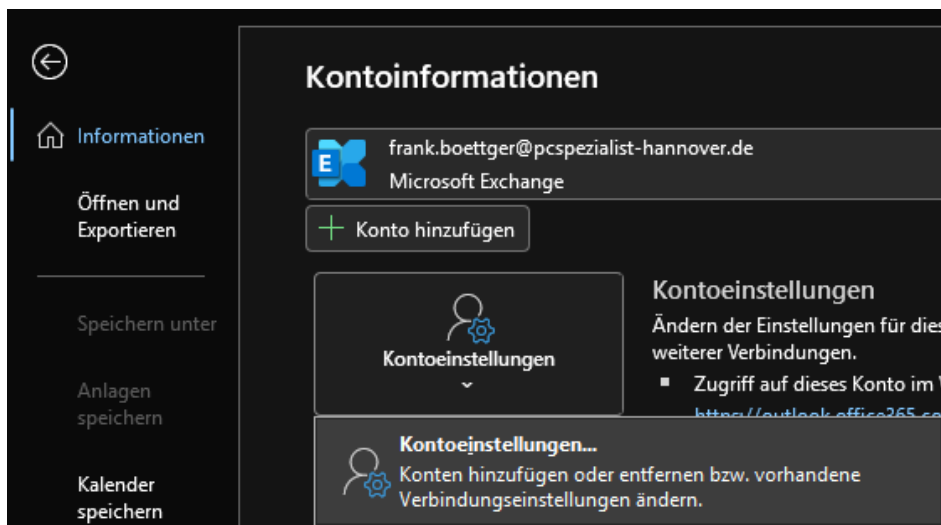 Kontoinformationen
Informationen
Öffnen und
Exportieren
Speichern unter
Anlagen
speichern
Kalender
speichern
frank.boettger@pcspezialist-hannover.de
Microsoft Exchange
Konto hinzufügen
Kontoeinstellungen
Kontoeinstellungen
Ändern der Einstellungen für dies
weiterer Verbindungen.
Zugriff auf dieses Konto im
Kontoeinstellungen...
Konten hinzufügen oder entfernen bzw. vorhandene
Verbindungseinstellungen ändern.